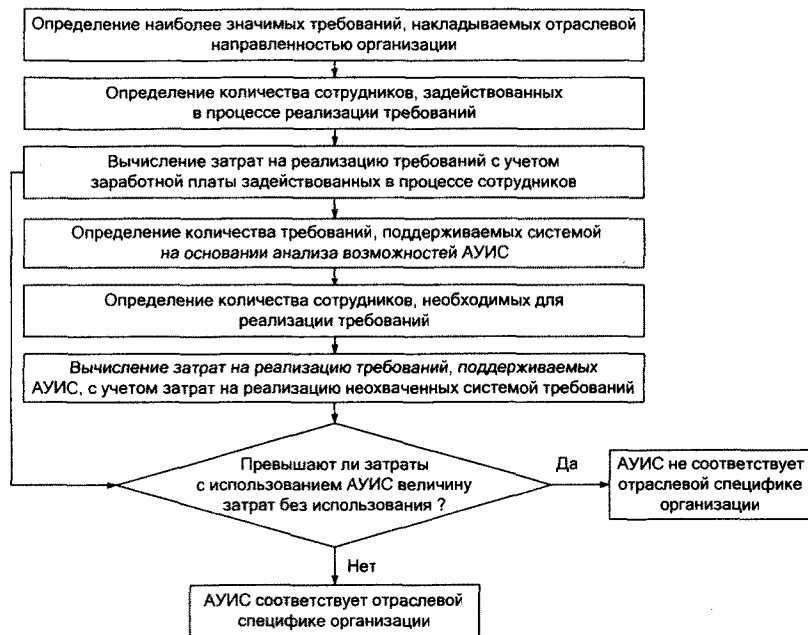 Определение наиболее значимых требований, накладываемых отраслевой
направленностью организации
Определение количества сотрудников, задействованных
в процессе реализации требований
Вычисление затрат на реализацию требований с учетом
заработной платы задействованных в процессе сотрудников
Определение количества требований, поддерживаемых системой
на основании анализа возможностей АУИС
Определение количества сотрудников, необходимых для
реализации требований
Вычисление затрат на реализацию требований, поддерживаемых
АУИС, с учетом затрат на реализацию неохваченных системой требований
Превышают ли затраты
с использованием АУИС величину
затрат без использования ?
Да
АУИС не соответствует
отраслевой специфике
организации
Нет
АУИС соответствует отраслевой
специфике организации